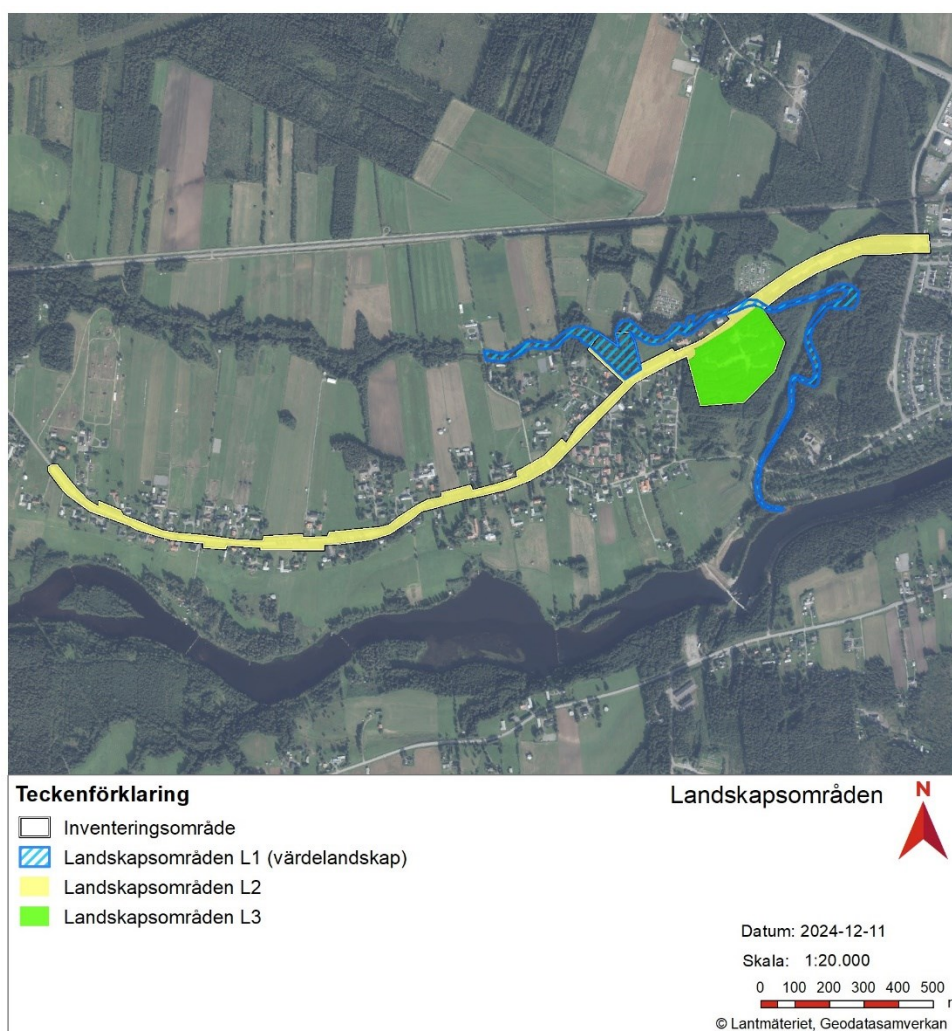 Teckenförklaring
Inventeringsområde
Landskapsområden L1 (värdelandskap)
Landskapsområden L2
Landskapsområden L3
Landskapsområden
N
Datum: 2024-12-11
Skala: 1:20.000
0 100 200 300 400 500
© Lantmäteriet, Geodatasamverkan